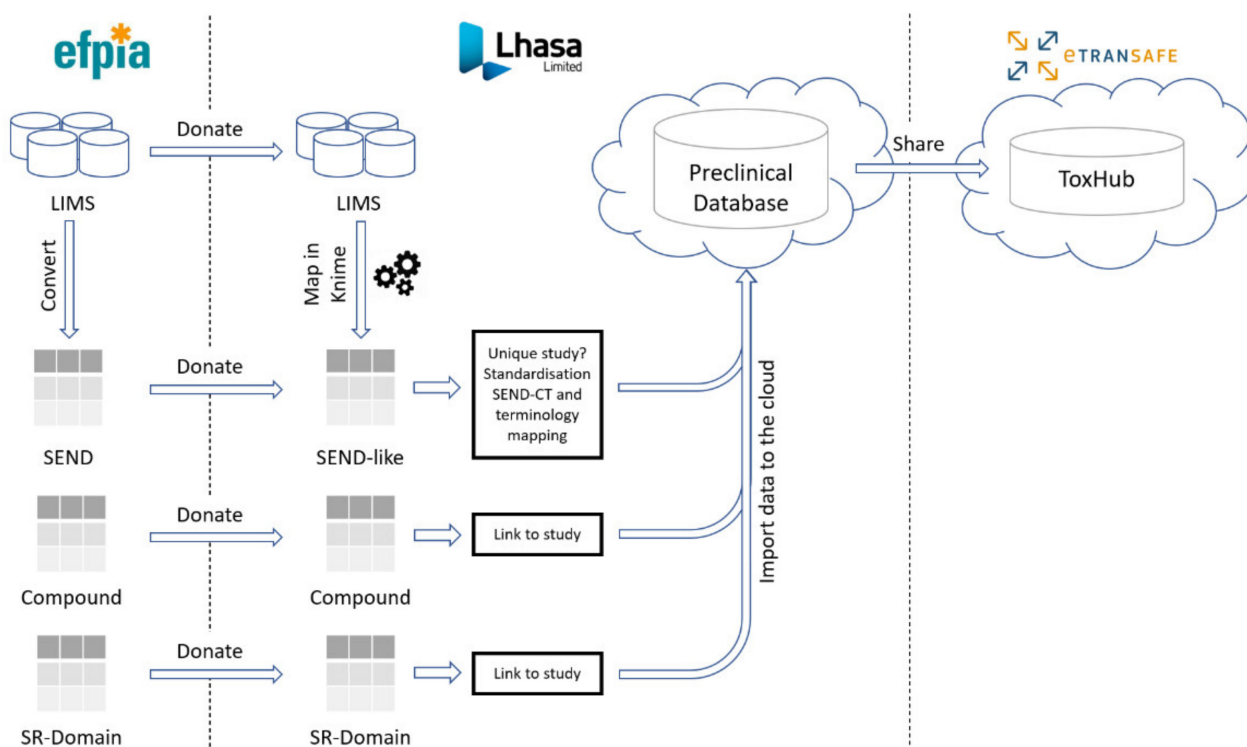 efpia
Lhasa
Limited
eTRANSAFE
Donate
Share
Preclinical
Database
ToxHub
LIMS
LIMS
Convert
Map in
Knime
Donate
Unique study?
Standardisation
SEND-CT and
terminology
mapping
SEND
SEND-like
Import data to the cloud
Donate
Link to study
Compound
Compound
Donate
Link to study
SR-Domain
SR-Domain